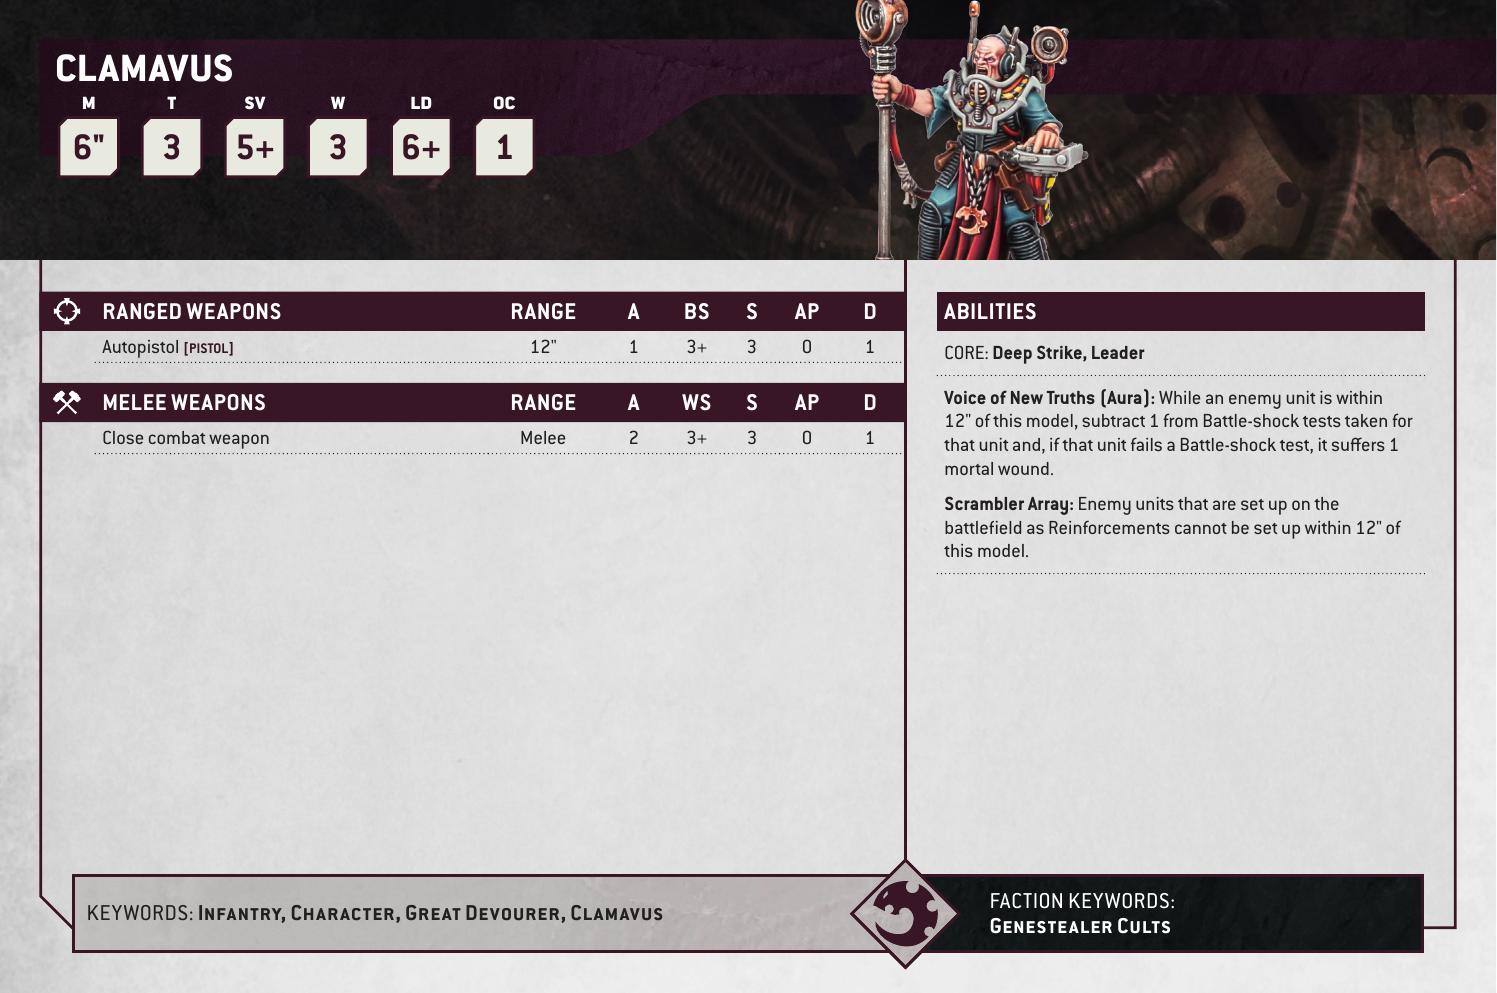 CLAMAVUS
M T SV W LD OC
6" 3 5+ 3 6+ 1
RANGED WEAPONS RANGE A BS S AP D
Autopistol [PISTOL] 12" 1 3+ 3 0 1
MELEE WEAPONS RANGE A WS S AP D
Close combat weapon Melee 2 3+ 3 0 1
ABILITIES
CORE: Deep Strike, Leader
Voice of New Truths (Aura): While an enemy unit is within
12" of this model, subtract 1 from Battle-shock tests taken for
that unit and, if that unit fails a Battle-shock test, it suffers 1
mortal wound.
Scrambler Array: Enemy units that are set up on the
battlefield as Reinforcements cannot be set up within 12" of
this model.
KEYWORDS: INFANTRY, CHARACTER, GREAT DEVOURER, CLAMAVUS
FACTION KEYWORDS:
GENESTEALER CULTS